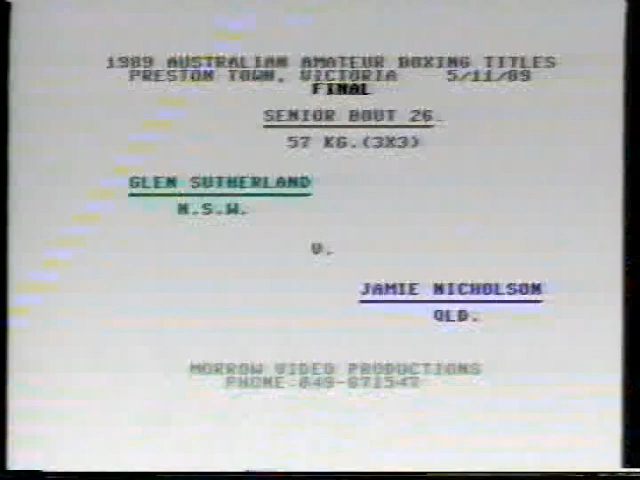 1989 AUSTRALIAN AMATEUR BOXING TITLES
PRESTON TOWN, VICTORIA 5/11/89
FINAL
SENIOR BOUT 26.
57 KG.(3X3)
GLEN SUTHERLAND
N.S.W.
V.
JAMIE NICHOLSON
QLD.
MORROW VIDEO PRODUCTIONS
PHONE